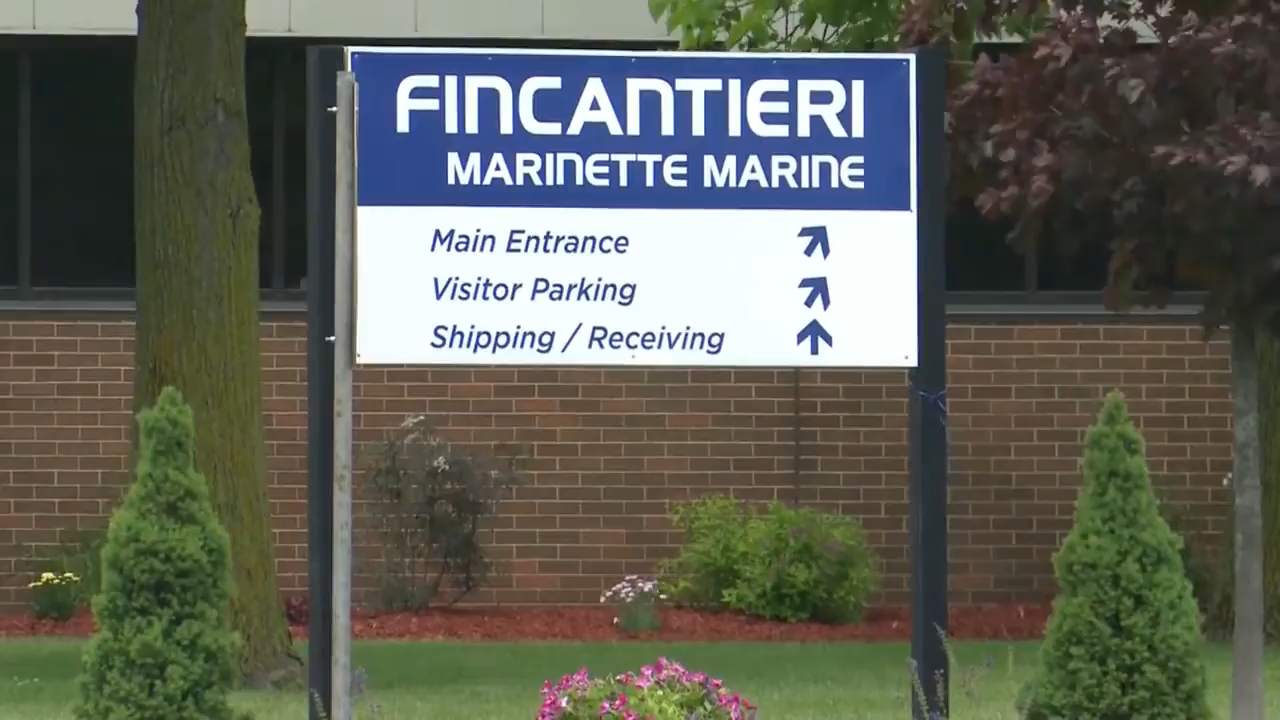 FINCANTIERI
MARINETTE MARINE
Main Entrance
Visitor Parking
Shipping / Receiving